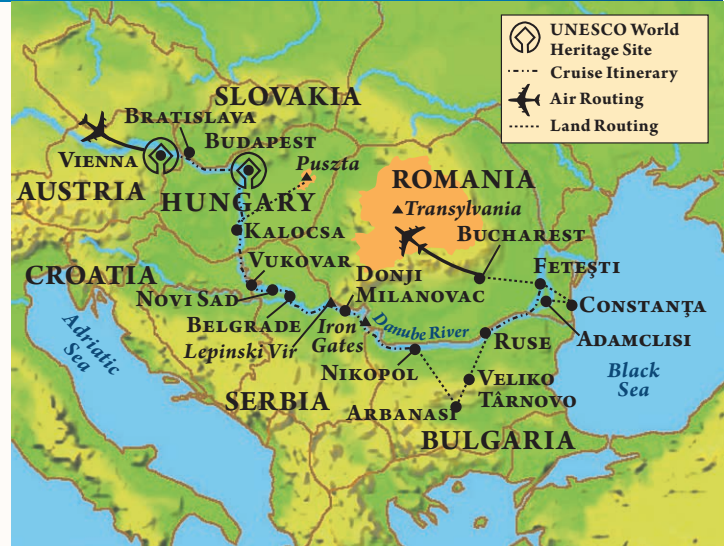 UNESCO World
Heritage Site
Cruise Itinerary
Air Routing
Land Routing
SLOVAKIA
BRATISLAVA
BUDAPEST
VIENNA
Puszta
AUSTRIA
HUNGARY
ROMANIA
Transylvania
KALOCSA
BUCHAREST
VUKOVAR
FETEŞTI
CROATIA
DONJI
MILANOVAC
NOVI SAD
CONSTANŢA
BELGRADE
Iron
Gates
Danube River
ADAMCLISI
Lepinski Vir
RUSE
Adriatic
Sea
NIKOPOL
Black
Sea
VELIKO
TÂRNOVO
SERBIA
ARBANASI
BULGARIA